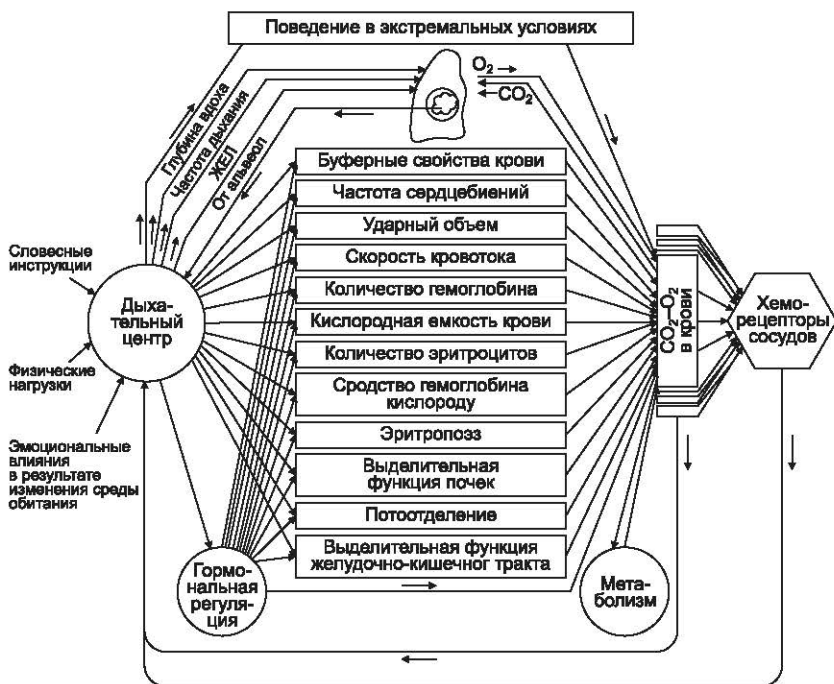 Поведение в экстремальных условиях
O₂
CO₂
Глубина вдоха
Частота дыхания
ЖЕЛ
От альвеол
Буферные свойства крови
Частота сердцебиений
Ударный объем
Скорость кровотока
Количество гемоглобина
Кислородная емкость крови
Количество эритроцитов
Сродство гемоглобина
кислороду
Эритропоэз
Выделительная
функция почек
Потоотделение
Выделительная функция
желудочно-кишечног тракта
Словесные
инструкции
Дыха-
тельный
центр
Физические
нагрузки
Эмоциональные
влияния
в результате
изменения среды
обитания
Гормо-
нальная
регуля-
ция
Мета-
болизм
CO₂–O₂
в крови
Хемо-
рецепторы
сосудов